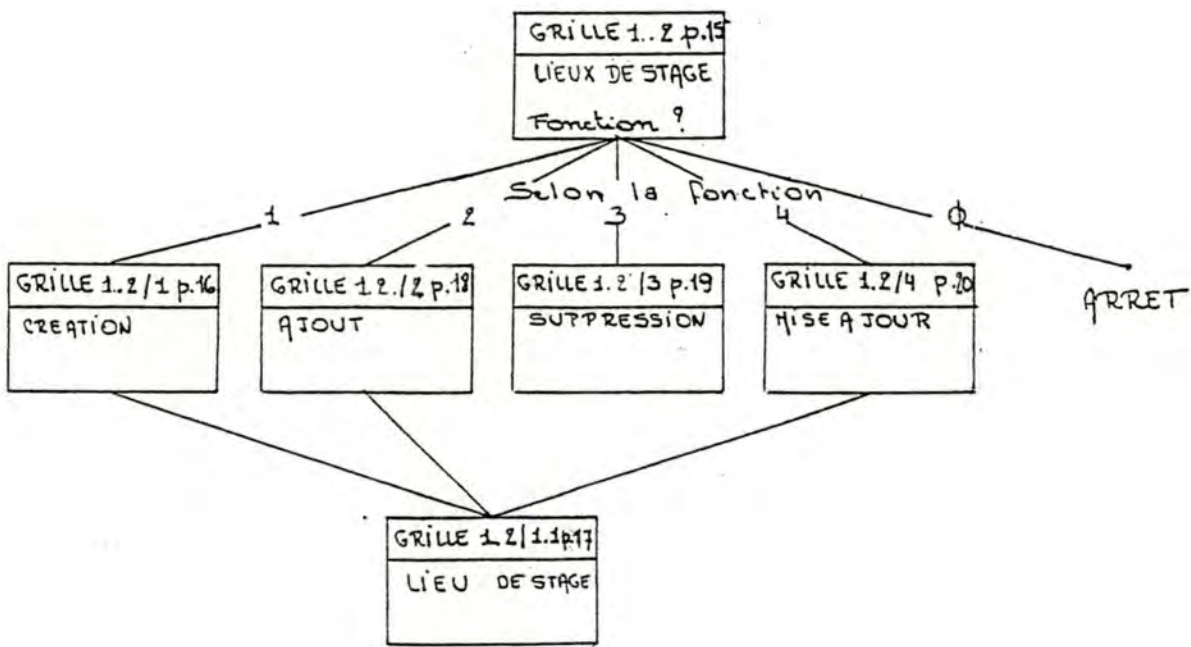 GRILLE 1..2 p.15
LIEUX DE STAGE
Fonction ?
Selon la fonction
1 2 3 4 ϕ
GRILLE 1..2/1 p.16
CREATION
GRILLE 1.2./2 p.18
AJOUT
GRILLE 1.2/3 p.19
SUPPRESSION
GRILLE 1.2/4 p.20
MISE A JOUR
ARRET
GRILLE 1.2/1.1 p.17
LIEU DE STAGE